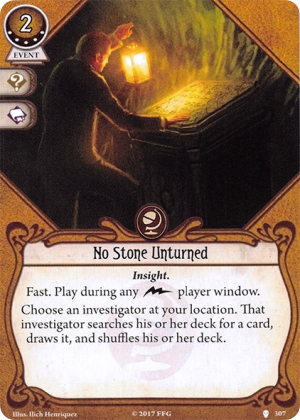 2
EVENT
No Stone Unturned
Insight.
Fast. Play during any player window.
Choose an investigator at your location. That
investigator searches his or her deck for a card,
draws it, and shuffles his or her deck.
Illus. Ilich Henriquez
© 2017 FFG
307